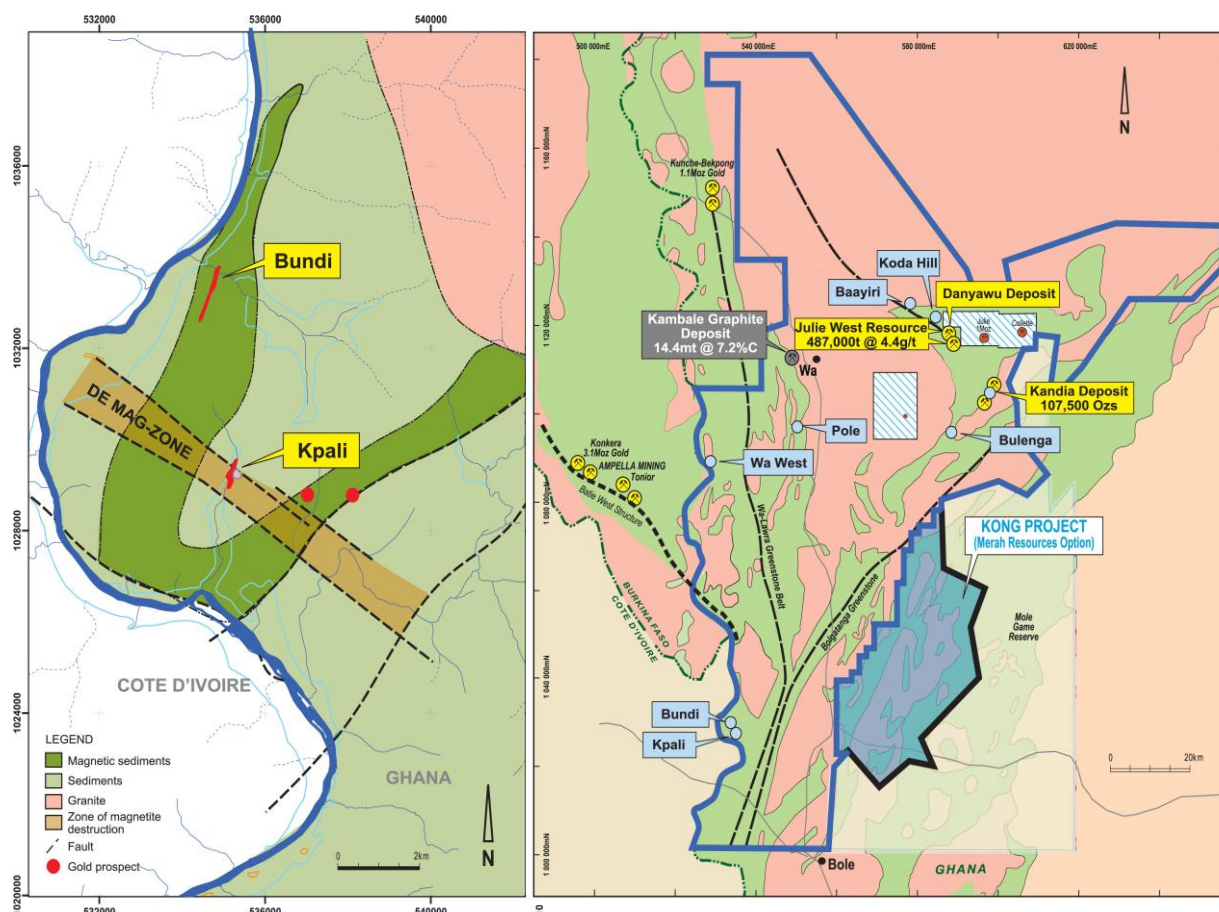 532000
536000
540000
1036000
1032000
1028000
1024000
1020000
Bundi
DE MAG-ZONE
Kpali
COTE D'IVOIRE
GHANA
LEGEND
Magnetic sediments
Sediments
Granite
Zone of magnetite
destruction
Fault
Gold prospect
0
2km
N
532000
536000
540000
500 000mE
540 000mE
580 000mE
620 000mE
1 160 000mN
1 120 000mN
1 080 000mN
1 040 000mN
1 000 000mN
N
Kunche-Bekpong
1.1Moz Gold
Koda Hill
Baayiri
Danyawu Deposit
Kambale Graphite
Deposit
14.4mt @ 7.2%C
Julie West Resource
487,000t @ 4.4g/t
Julie
1Moz
Collette
Wa
Kandia Deposit
107,500 Ozs
Pole
Bulenga
Konkera
3.1Moz Gold
AMPELLA MINING
Tonior
Wa West
Batie West Structure
KONG PROJECT
(Merah Resources Option)
Wa-Lawra Greenstone Belt
Bolgatanga Greenstone
Mole
Game
Reserve
BURKINA FASO
COTE D'IVOIRE
Bundi
Kpali
0
20km
Bole
GHANA